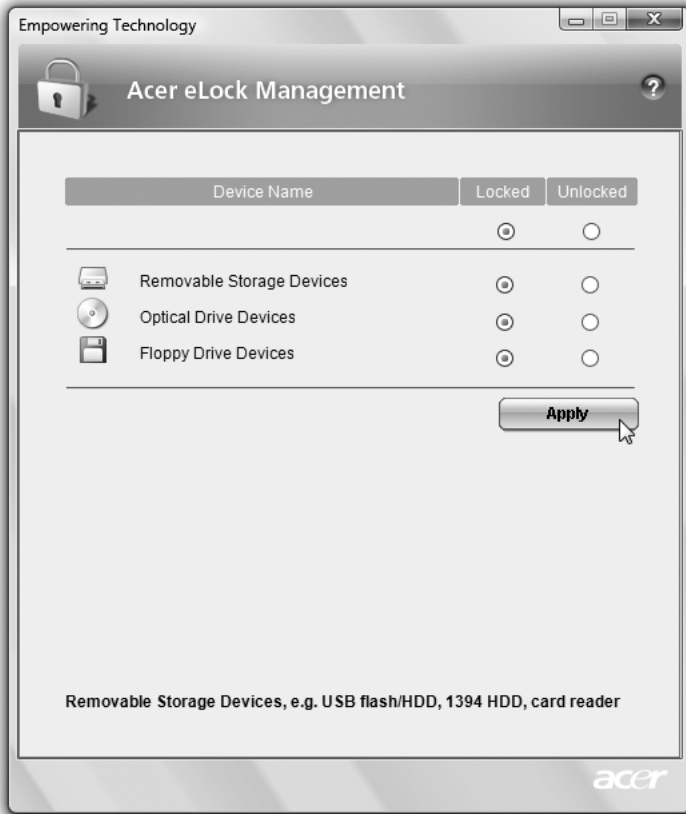 Empowering Technology
Acer eLock Management
?
Device Name Locked Unlocked
Removable Storage Devices
Optical Drive Devices
Floppy Drive Devices
Apply
Removable Storage Devices, e.g. USB flash/HDD, 1394 HDD, card reader
acer